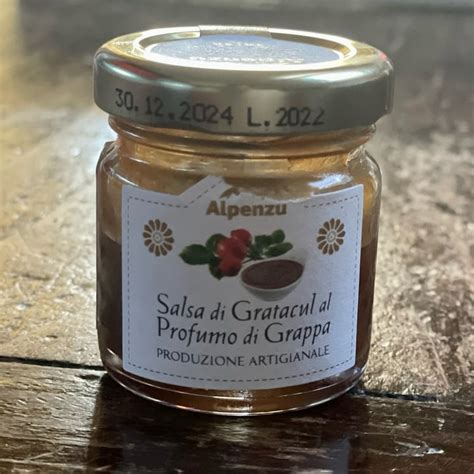 30.12.2024 L.2022
Alpenzu
Salsa di Gratacul al
Profumo di Grappa
PRODUZIONE ARTIGIANALE